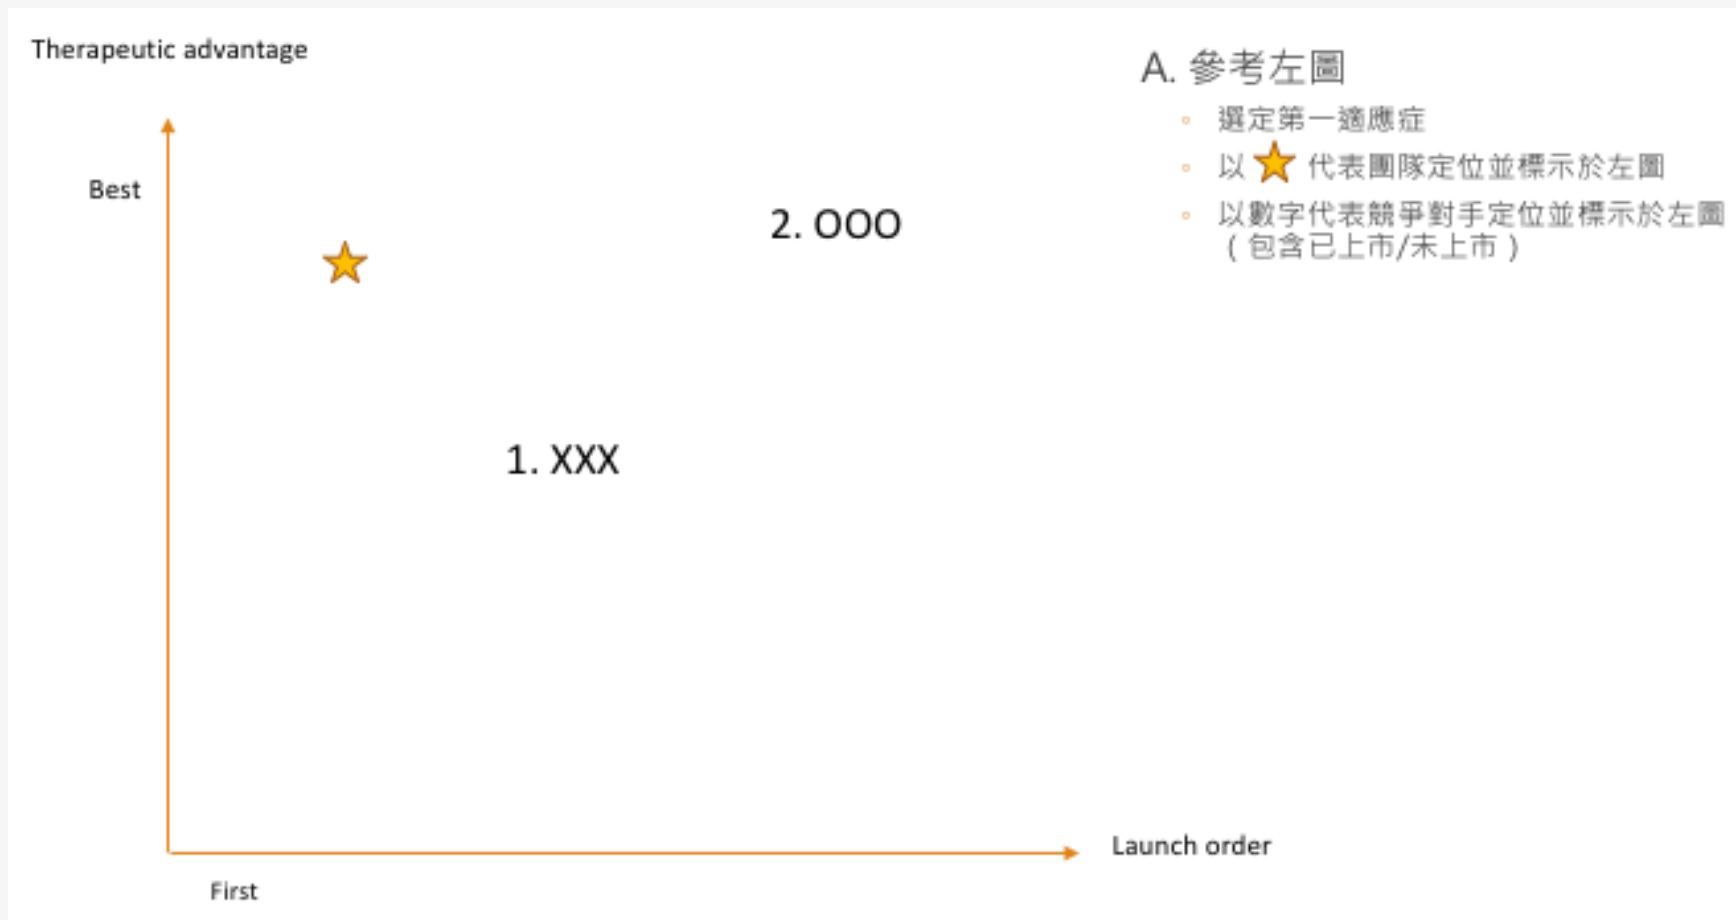 Therapeutic advantage
Best
2. OOO
1. XXX
Launch order
First
A. 參考左圖
選定第一適應症
以 代表團隊定位並標示於左圖
以數字代表競爭對手定位並標示於左圖
(包含已上市/未上市)